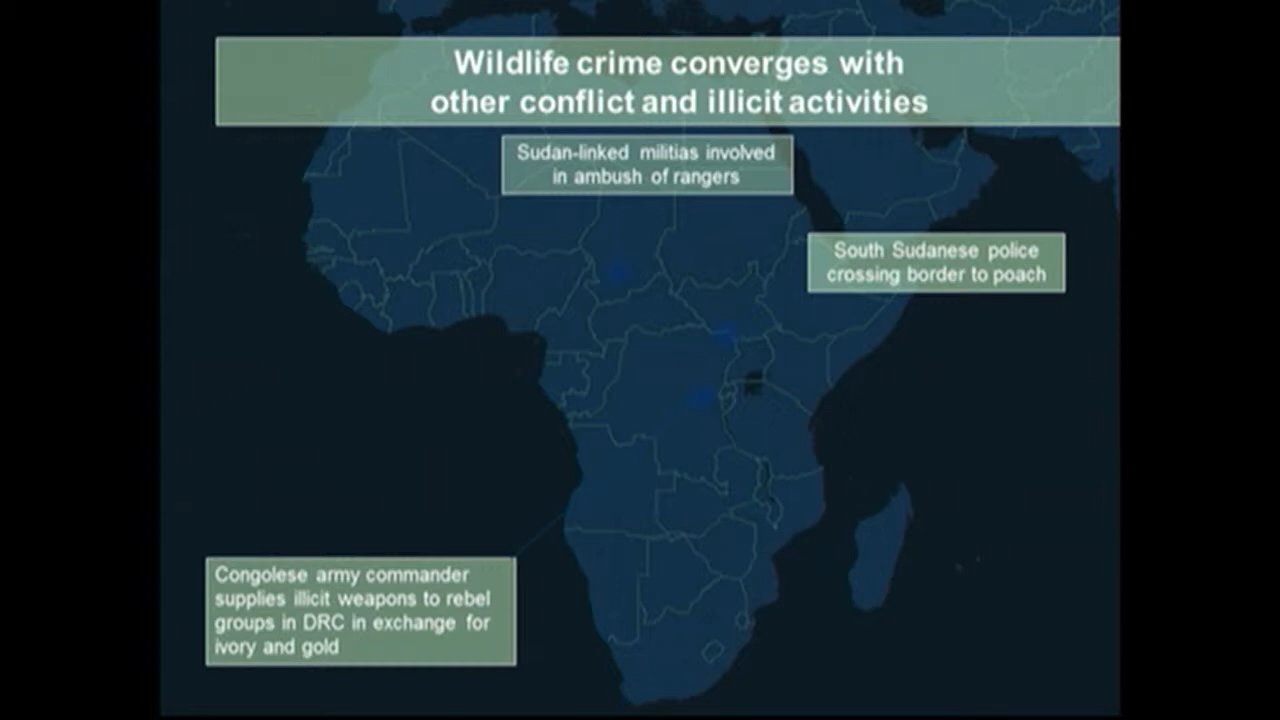 Wildlife crime converges with
other conflict and illicit activities
Sudan-linked militias involved
in ambush of rangers
South Sudanese police
crossing border to poach
Congolese army commander
supplies illicit weapons to rebel
groups in DRC in exchange for
ivory and gold